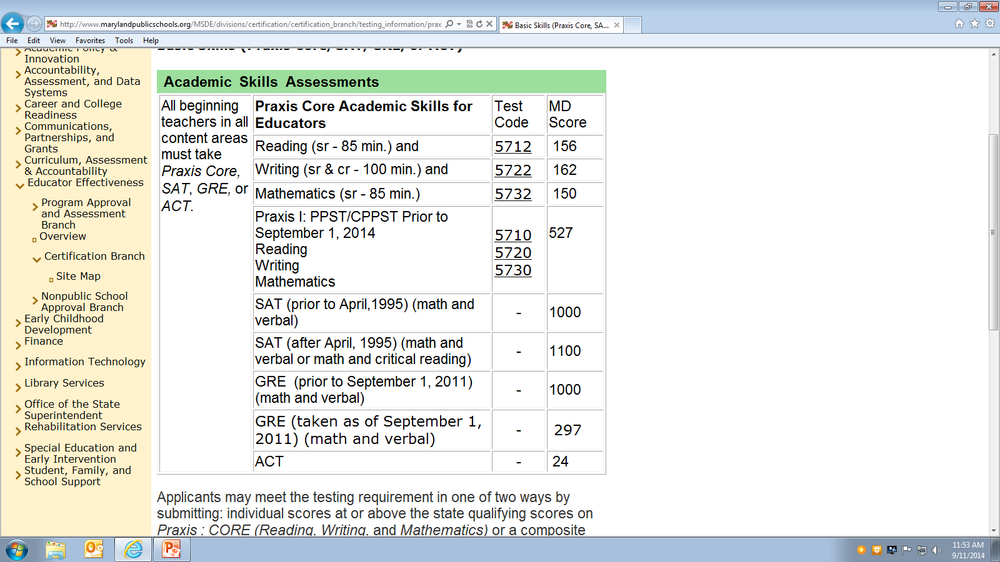 http://www.marylandpublicschools.org/MSDE/divisions/certification/certification_branch/testing_information/prax
Basic Skills (Praxis Core, SA...
File Edit View Favorites Tools Help
Academic Policy &
Innovation
Accountability,
Assessment, and Data
Systems
Career and College
Readiness
Communications,
Partnerships, and
Grants
Curriculum, Assessment
& Accountability
Educator Effectiveness
Program Approval
and Assessment
Branch
Overview
Certification Branch
Site Map
Nonpublic School
Approval Branch
Early Childhood
Development
Finance
Information Technology
Library Services
Office of the State
Superintendent
Rehabilitation Services
Special Education and
Early Intervention
Student, Family, and
School Support
Basic Skills (Praxis Core, SAT, GRE, or ACT)
Academic Skills Assessments
All beginning
teachers in all
content areas
must take
Praxis Core,
SAT, GRE, or
ACT.
Praxis Core Academic Skills for
Educators
Test
Code
MD
Score
Reading (sr - 85 min.) and 5712 156
Writing (sr & cr - 100 min.) and 5722 162
Mathematics (sr - 85 min.) 5732 150
Praxis I: PPST/CPPST Prior to
September 1, 2014
Reading
Writing
Mathematics
5710
5720
5730
527
SAT (prior to April,1995) (math and
verbal)
-
1000
SAT (after April, 1995) (math and
verbal or math and critical reading)
-
1100
GRE (prior to September 1, 2011)
(math and verbal)
-
1000
GRE (taken as of September 1,
2011) (math and verbal)
-
297
ACT - 24
Applicants may meet the testing requirement in one of two ways by
submitting: individual scores at or above the state qualifying scores on
Praxis : CORE (Reading, Writing, and Mathematics) or a composite
11:53 AM
9/11/2014